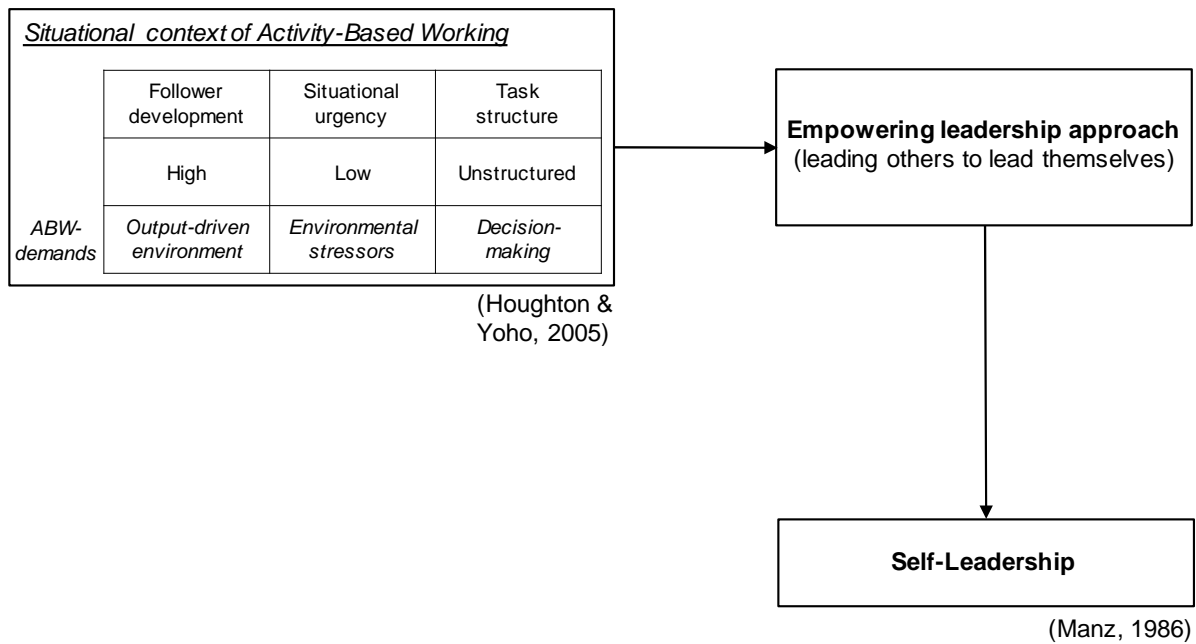 Situational context of Activity-Based Working
Follower
development
Situational
urgency
Task
structure
High
Low
Unstructured
ABW-
demands
Output-driven
environment
Environmental
stressors
Decision-
making
(Houghton &
Yoho, 2005)
Empowering leadership approach
(leading others to lead themselves)
Self-Leadership
(Manz, 1986)